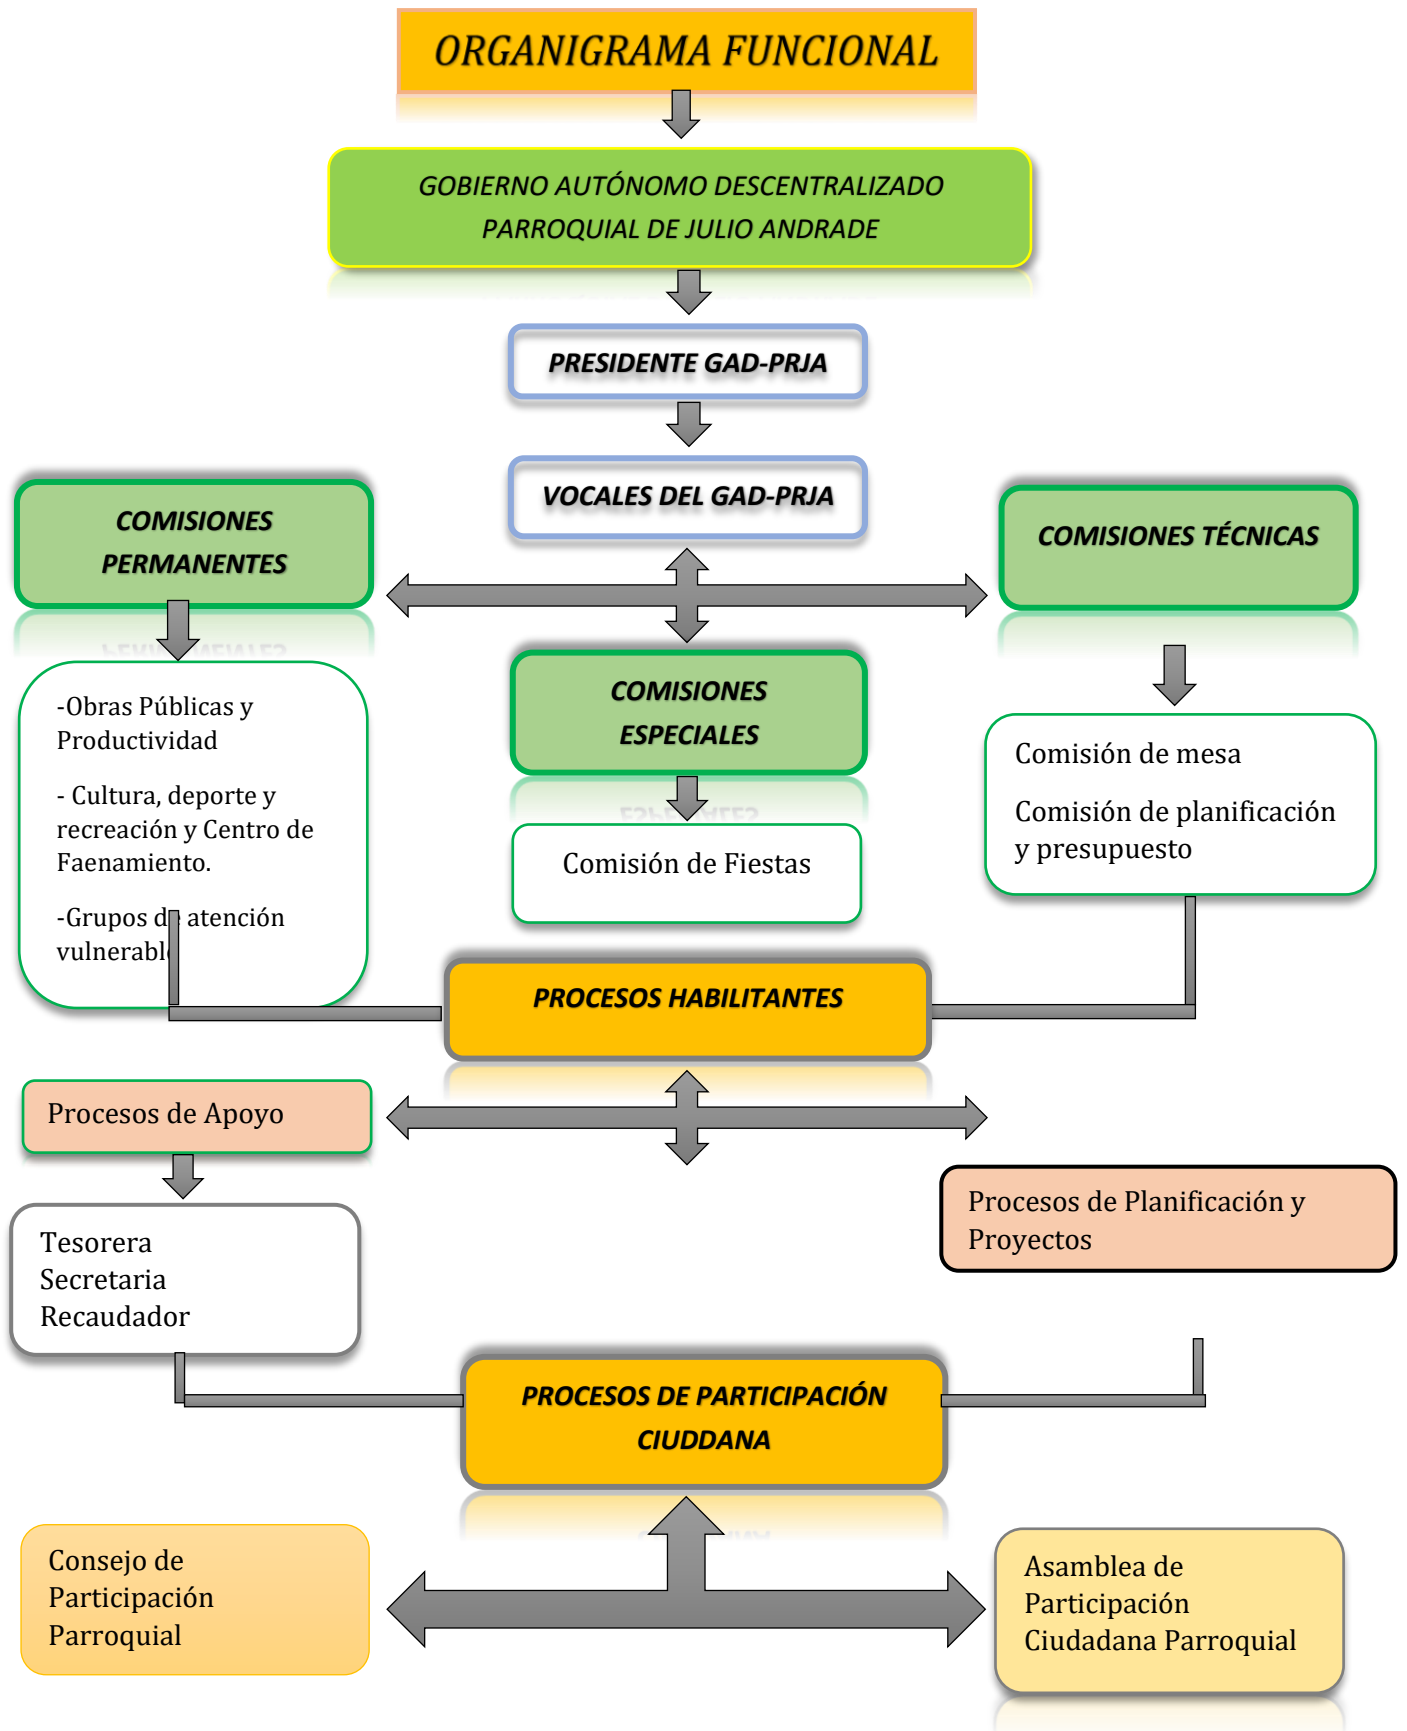 ORGANIGRAMA FUNCIONAL
GOBIERNO AUTÓNOMO DESCENTRALIZADO
PARROQUIAL DE JULIO ANDRADE
PRESIDENTE GAD-PRJA
VOCALES DEL GAD-PRJA
COMISIONES
PERMANENTES
COMISIONES TÉCNICAS
-Obras Públicas y
Productividad
- Cultura, deporte y
recreación y Centro de
Faenamiento.
-Grupos de atención
vulnerable
COMISIONES
ESPECIALES
Comisión de Fiestas
Comisión de mesa
Comisión de planificación
y presupuesto
PROCESOS HABILITANTES
Procesos de Apoyo
Tesorera
Secretaria
Recaudador
Procesos de Planificación y
Proyectos
PROCESOS DE PARTICIPACIÓN
CIUDDANA
Consejo de
Participación
Parroquial
Asamblea de
Participación
Ciudadana Parroquial